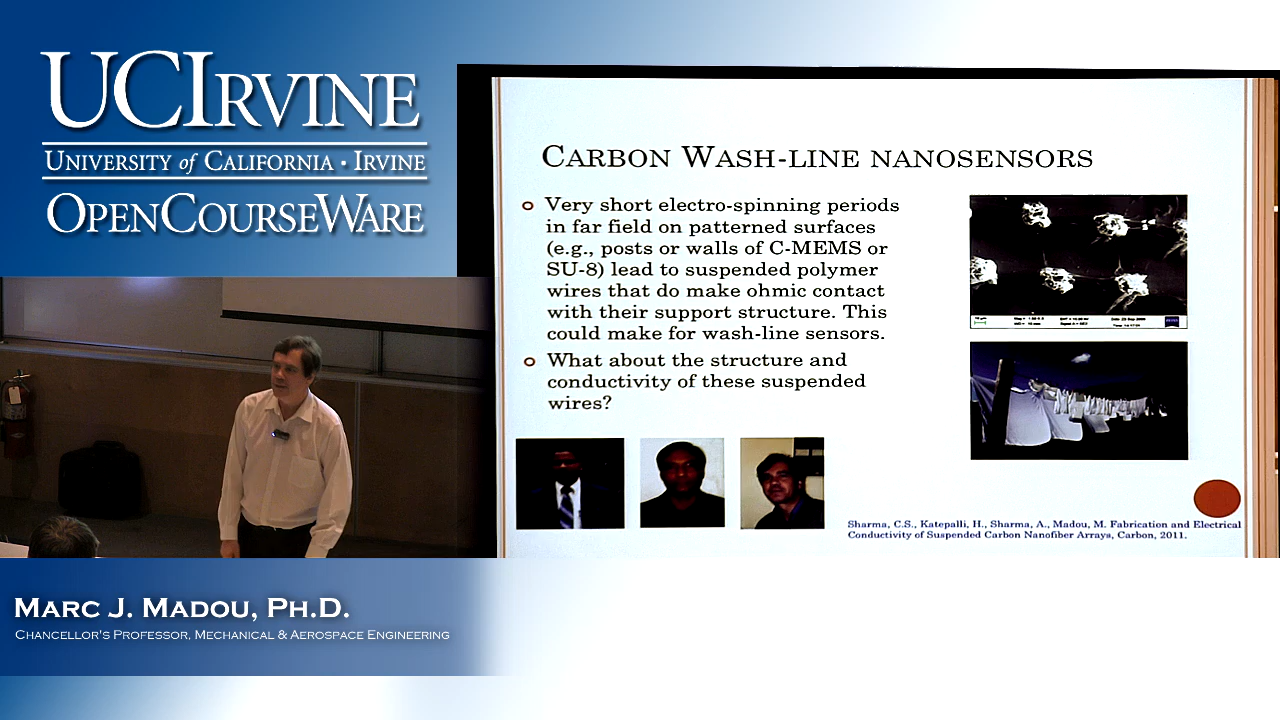 UCIRVINE
UNIVERSITY of CALIFORNIA · IRVINE
OPENCOURSEWARE
CARBON WASH-LINE NANOSENSORS
Very short electro-spinning periods
in far field on patterned surfaces
(e.g., posts or walls of C-MEMS or
SU-8) lead to suspended polymer
wires that do make ohmic contact
with their support structure. This
could make for wash-line sensors.
What about the structure and
conductivity of these suspended
wires?
Sharma, C.S., Katepalli, H., Sharma, A., Madou, M. Fabrication and Electrical
Conductivity of Suspended Carbon Nanofiber Arrays, Carbon, 2011.
MARC J. MADOU, PH.D.
CHANCELLOR'S PROFESSOR, MECHANICAL & AEROSPACE ENGINEERING